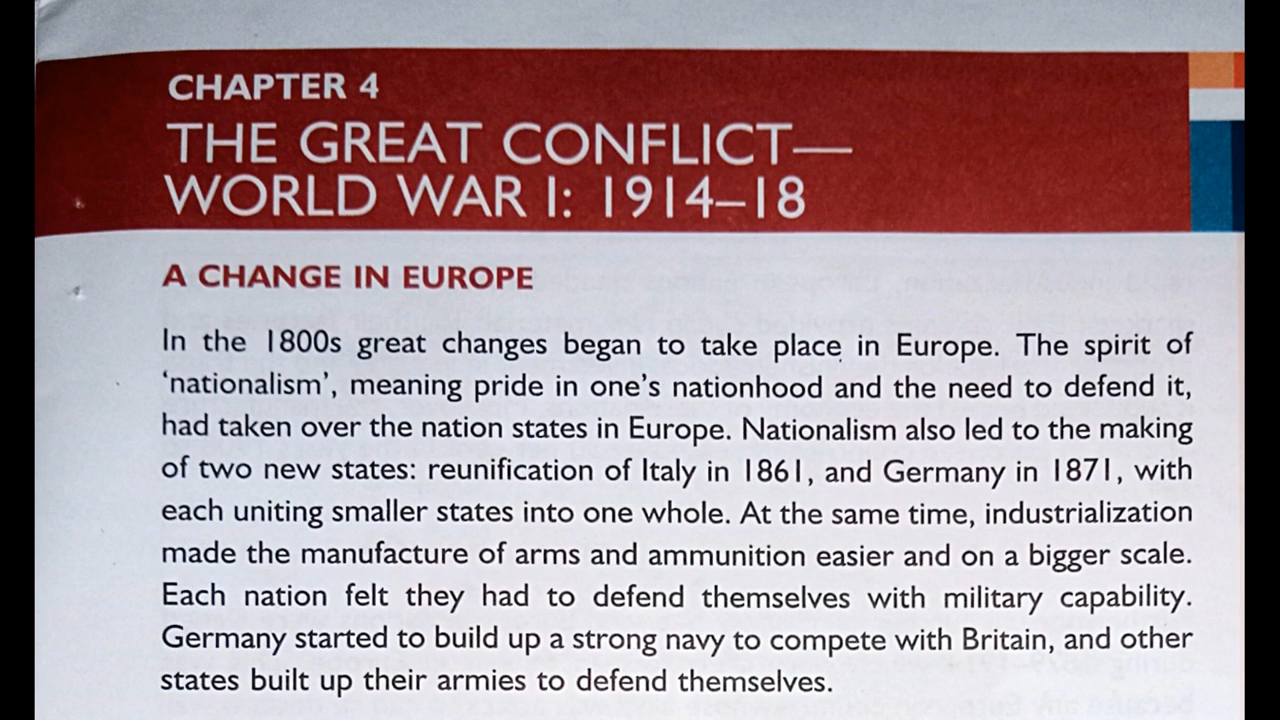 CHAPTER 4
THE GREAT CONFLICT—
WORLD WAR I: 1914–18
A CHANGE IN EUROPE
In the 1800s great changes began to take place in Europe. The spirit of
‘nationalism’, meaning pride in one’s nationhood and the need to defend it,
had taken over the nation states in Europe. Nationalism also led to the making
of two new states: reunification of Italy in 1861, and Germany in 1871, with
each uniting smaller states into one whole. At the same time, industrialization
made the manufacture of arms and ammunition easier and on a bigger scale.
Each nation felt they had to defend themselves with military capability.
Germany started to build up a strong navy to compete with Britain, and other
states built up their armies to defend themselves.